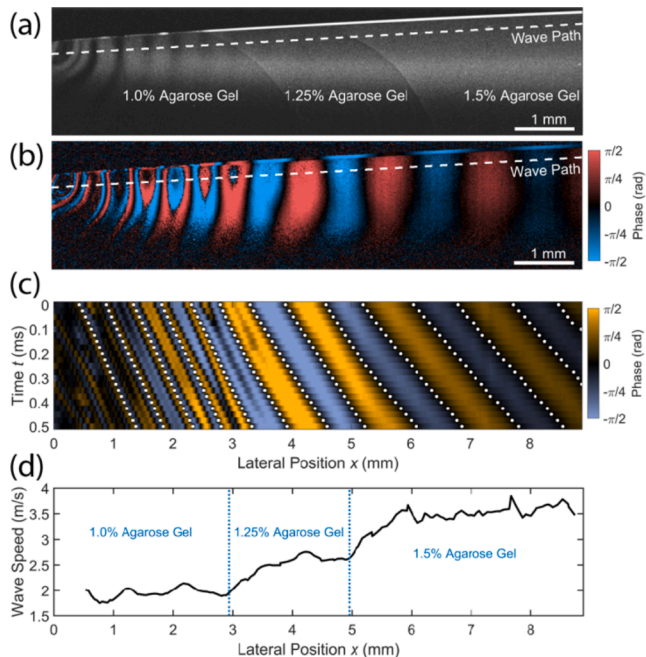 (a)
Wave Path
1.0% Agarose Gel
1.25% Agarose Gel
1.5% Agarose Gel
1 mm
(b)
π/2
π/4
0
-π/4
-π/2
Phase (rad)
Wave Path
1 mm
(c)
0
0.1
0.2
0.3
0.4
0.5
Time t (ms)
0 1 2 3 4 5 6 7 8
Lateral Position x (mm)
π/2
π/4
0
-π/4
-π/2
Phase (rad)
(d)
4
3.5
3
2.5
2
1.5
Wave Speed (m/s)
1.0% Agarose Gel
1.25% Agarose Gel
1.5% Agarose Gel
0 1 2 3 4 5 6 7 8
Lateral Position x (mm)